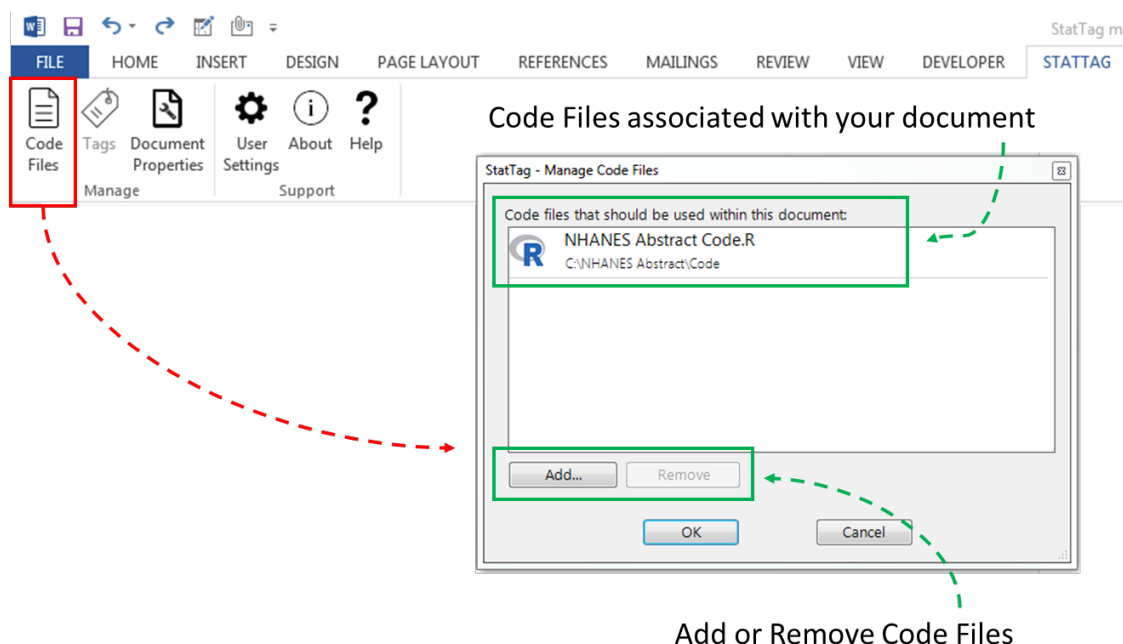 StatTag m
FILE HOME INSERT DESIGN PAGE LAYOUT REFERENCES MAILINGS REVIEW VIEW DEVELOPER STATTAG
Code Files
Tags
Document Properties
User Settings
About
Help
Manage
Support
Code Files associated with your document
StatTag - Manage Code Files
Code files that should be used within this document:
R
NHANES Abstract Code.R
C:\NHANES Abstract\Code
Add...
Remove
OK
Cancel
Add or Remove Code Files